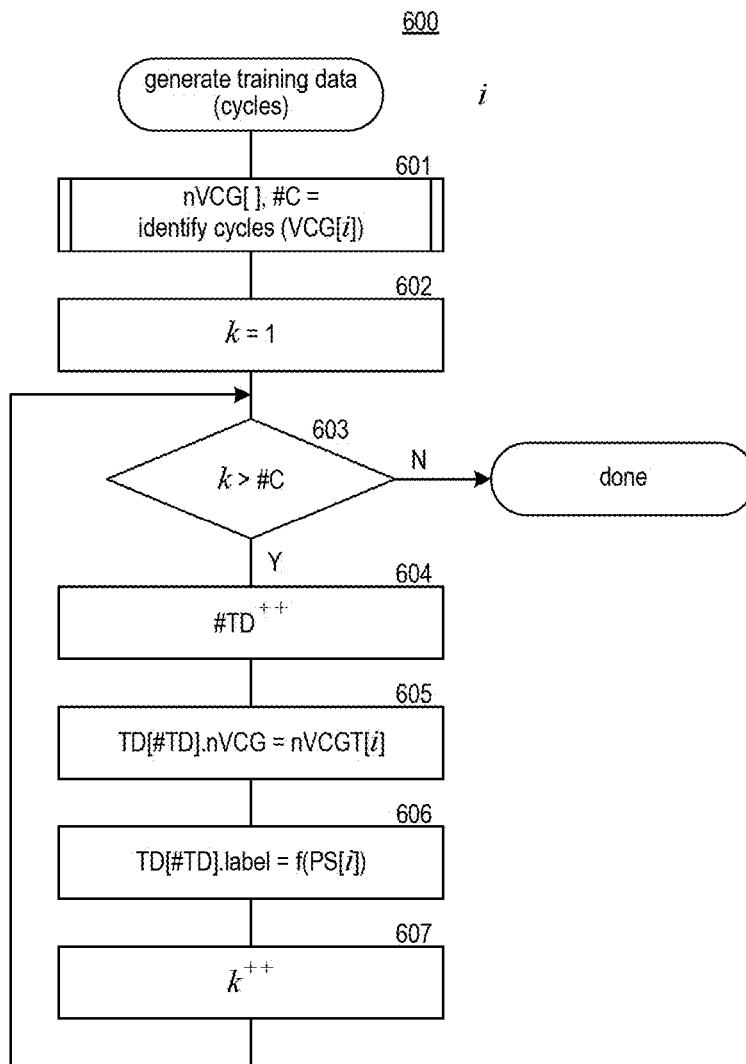 600
generate training data
(cycles)
i
601
nVCG[ ], #C =
identify cycles (VCG[i])
602
k = 1
603
k > #C
N
done
Y
604
#TD++
605
TD[#TD].nVCG = nVCGT[i]
606
TD[#TD].label = f(PS[i])
607
k++